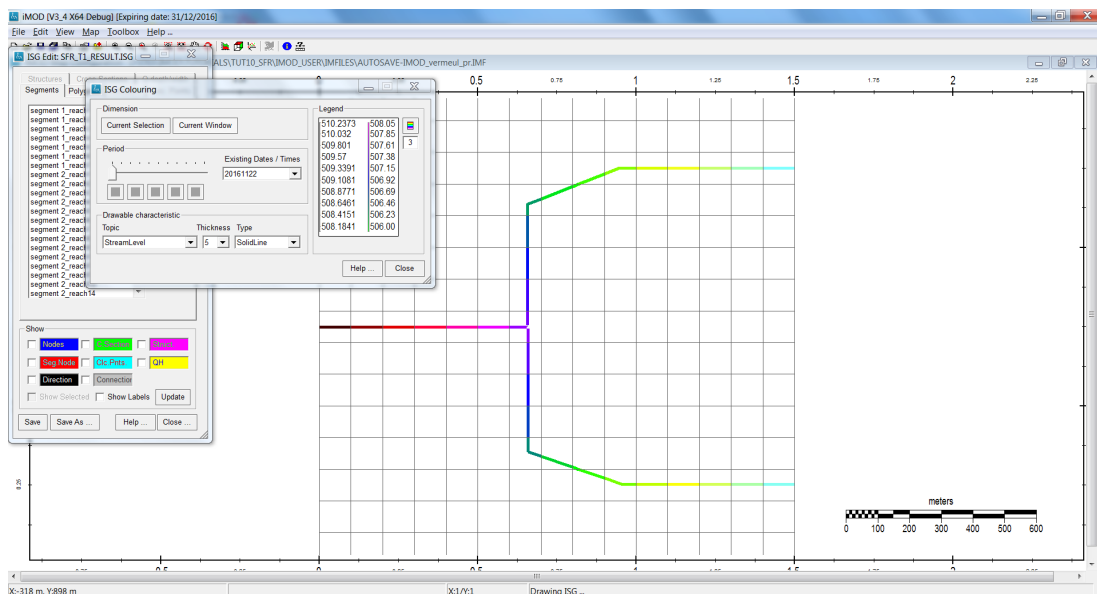 iMOD [V3_4 X64 Debug] [Expiring date: 31/12/2016]
File Edit View Map Toolbox Help ..
ISG Edit: SFR_T1_RESULT.ISG
ALS\TUT10_SFR\IMOD_USER\IMFILES\AUTOSAVE-IMOD_vermeul_pr.IMF
0.5 0.75 1 1.25 1.5 1.75 2 2.25
Structures
Segments
segment 1_reach
segment 1_reach
segment 1_reach
segment 1_reach
segment 1_reach
segment 1_reach
segment 1_reach
segment 2_reach
segment 2_reach
segment 2_reach
segment 2_reach
segment 2_reach
segment 2_reach
segment 2_reach
segment 2_reach
segment 2_reach
segment 2_reach
segment 2_reach
segment 2_reach
segment 2_reach
segment 2_reach14
ISG Colouring
Dimension
Current Selection Current Window
Period
Existing Dates / Times
20161122
Drawable characteristic
Topic Thickness Type
StreamLevel 5 SolidLine
Legend
510.2373 508.05
510.032 507.85
509.801 507.61
509.57 507.38
509.3391 507.15
509.1081 506.92
508.8771 506.69
508.6461 506.46
508.4151 506.23
508.1841 506.00
3
Help ... Close
Show
Nodes C.Section Struct.
Seg.Node Clc.Pnts. QH
Direction Connection
Show Selected Show Labels Update
Save Save As ... Help ... Close ...
0.25
meters
0 100 200 300 400 500 600
X:-318 m, Y:898 m X:1/Y:1 Drawing ISG ..